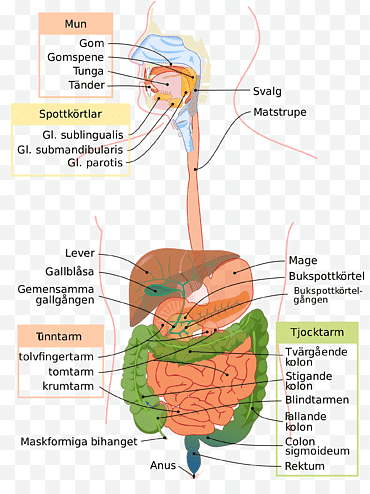 Mun
Gom
Gomspene
Tunga
Tänder
Svalg
Matstrupe
Spottkörtlar
Gl. sublingualis
Gl. submandibularis
Gl. parotis
Lever
Gallblåsa
Gemensamma
gallgången
Mage
Bukspottkörtel
Bukspottkörtel-
gången
Tunntarm
tolvfingertarm
tomtarm
krumtarm
Tjocktarm
Tvärgående
kolon
Stigande
kolon
Blindtarmen
Fallande
kolon
Colon
sigmoideum
Rektum
Maskformiga bihanget
Anus